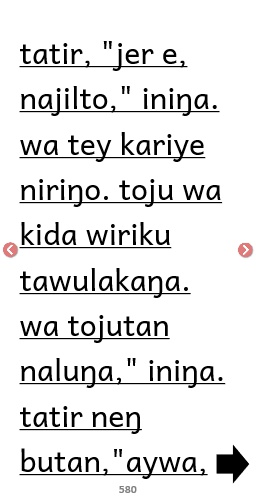 tatir, "jer e,
najilto," iniŋa.
wa tey kariye
niriŋo. toju wa
kida wiriku
tawulakaŋa.
wa tojutan
naluŋa," iniŋa.
tatir neŋ
butan,"aywa,
580